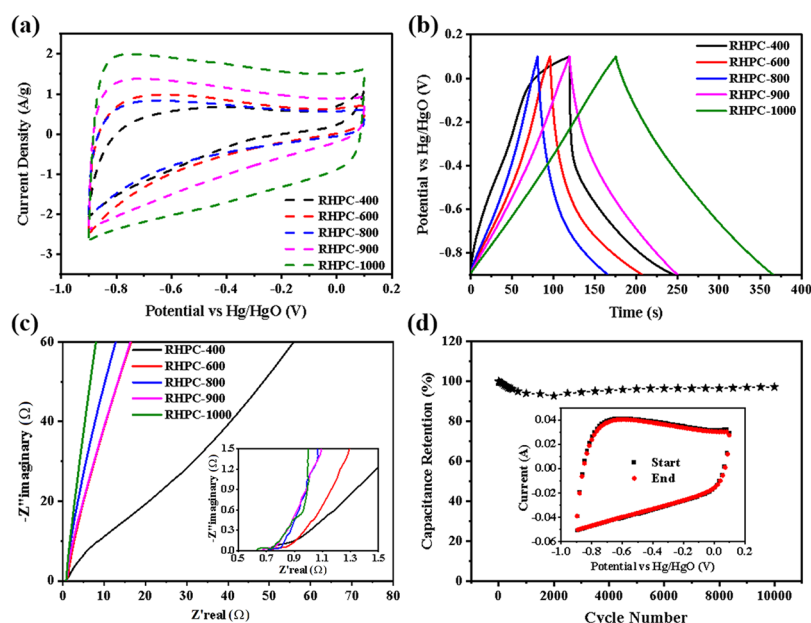 (a)
Current Density (A/g)
3
2
1
0
-1
-2
-3
RHPC-400
RHPC-600
RHPC-800
RHPC-900
RHPC-1000
-1.0 -0.8 -0.6 -0.4 -0.2 0.0 0.2
Potential vs Hg/HgO (V)
(b)
Potential vs Hg/HgO (V)
0.0
-0.4
-0.8
RHPC-400
RHPC-600
RHPC-800
RHPC-900
RHPC-1000
0 50 100 150 200 250 300 350 400
Time (s)
(c)
-Z''imaginary (Ω)
60
40
20
0
RHPC-400
RHPC-600
RHPC-800
RHPC-900
RHPC-1000
-Z''imaginary (Ω)
1.5
1.2
0.9
0.6
0.3
0.0
0.5 0.7 0.9 1.1 1.3 1.5
Z'real (Ω)
0 10 20 30 40 50 60 70 80
Z'real (Ω)
(d)
Capacitance Retention (%)
120
100
80
60
40
20
0
Current (A)
0.04
0.02
0.00
-0.02
-0.04
-0.06
Start
End
-1.0 -0.8 -0.6 -0.4 -0.2 0.0
Potential vs Hg/HgO (V)
0 2000 4000 6000 8000 10000
Cycle Number